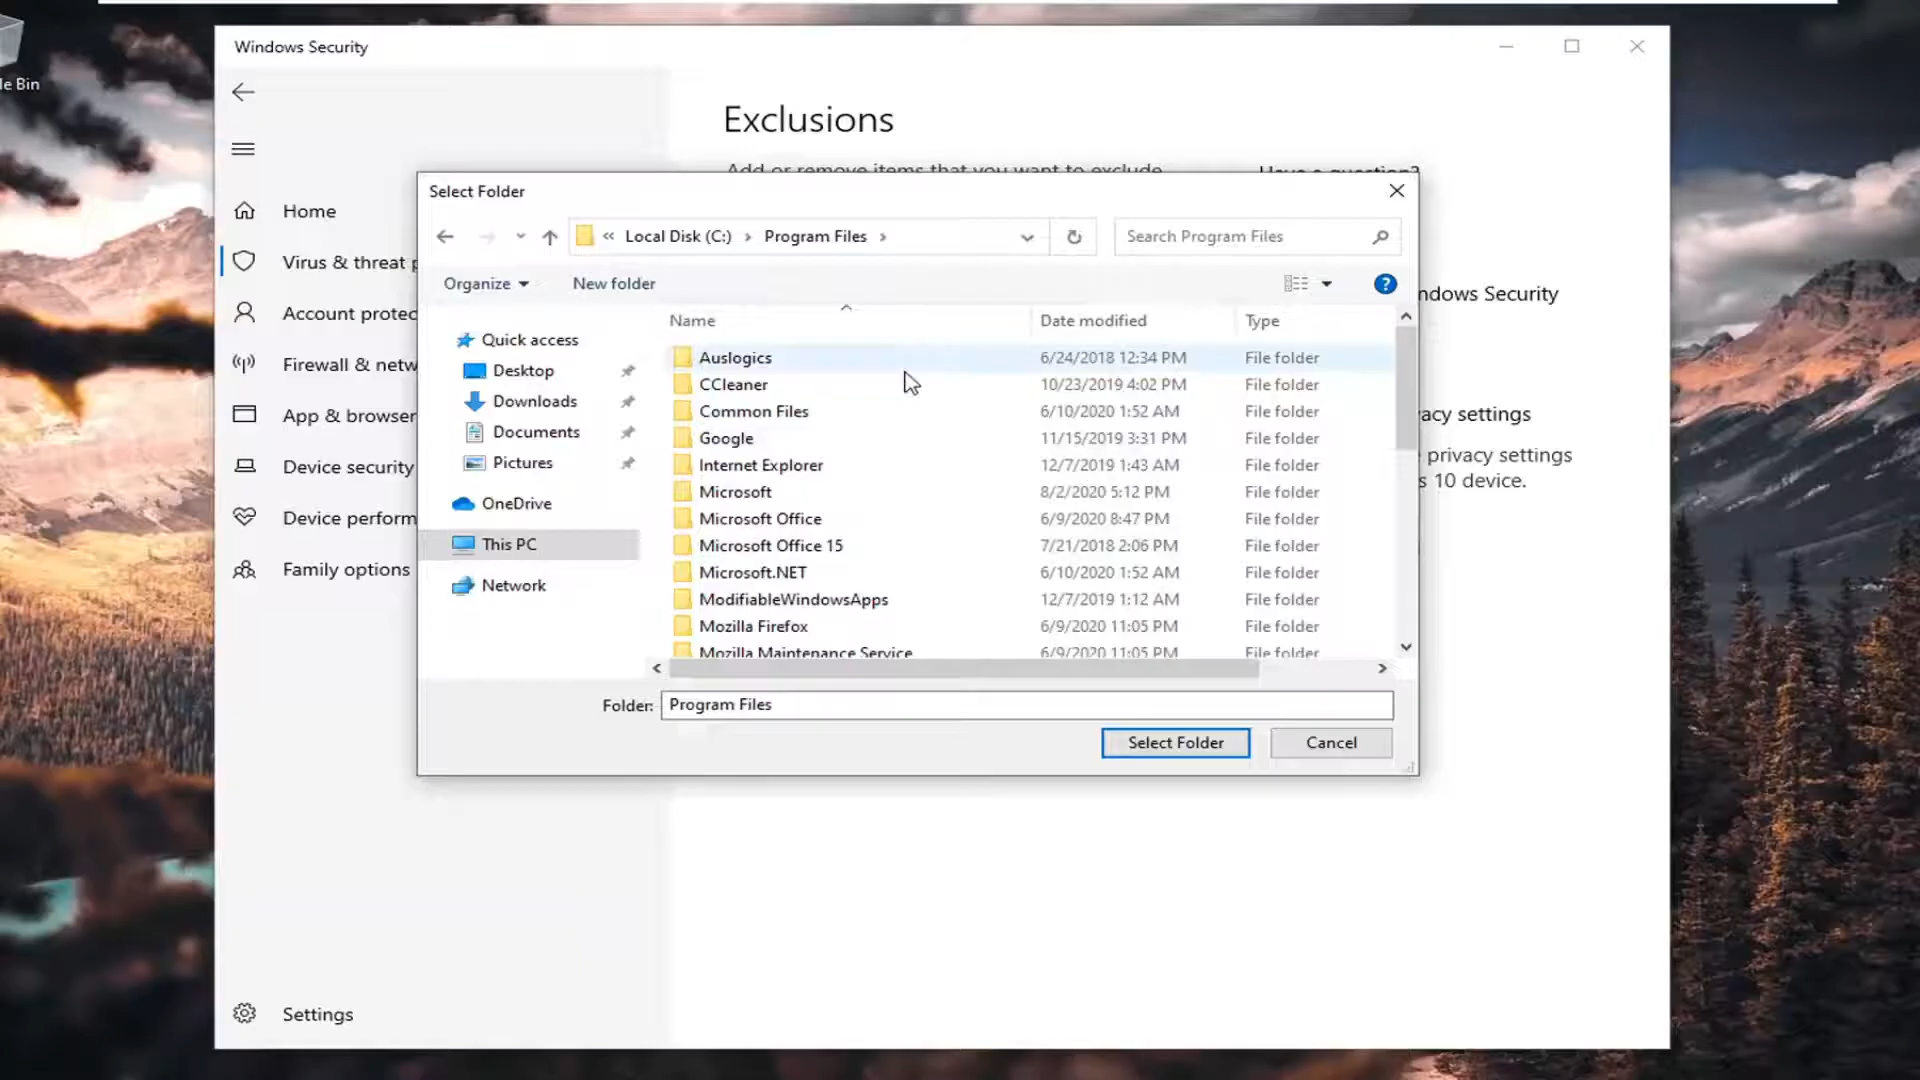 le Bin
Windows Security
Exclusions
Add or remove items that you want to exclude
Have a question?
Home
Virus & threat p
Account protec
Firewall & netw
App & browser
Device security
Device perform
Family options
Settings
ndows Security
acy settings
privacy settings
s 10 device.
Select Folder
« Local Disk (C:) › Program Files ›
Search Program Files
Organize
New folder
?
Quick access
Desktop
Downloads
Documents
Pictures
OneDrive
This PC
Network
Name Date modified Type
Auslogics 6/24/2018 12:34 PM File folder
CCleaner 10/23/2019 4:02 PM File folder
Common Files 6/10/2020 1:52 AM File folder
Google 11/15/2019 3:31 PM File folder
Internet Explorer 12/7/2019 1:43 AM File folder
Microsoft 8/2/2020 5:12 PM File folder
Microsoft Office 6/9/2020 8:47 PM File folder
Microsoft Office 15 7/21/2018 2:06 PM File folder
Microsoft.NET 6/10/2020 1:52 AM File folder
ModifiableWindowsApps 12/7/2019 1:12 AM File folder
Mozilla Firefox 6/9/2020 11:05 PM File folder
Mozilla Maintenance Service 6/9/2020 11:05 PM File folder
Folder: Program Files
Select Folder
Cancel